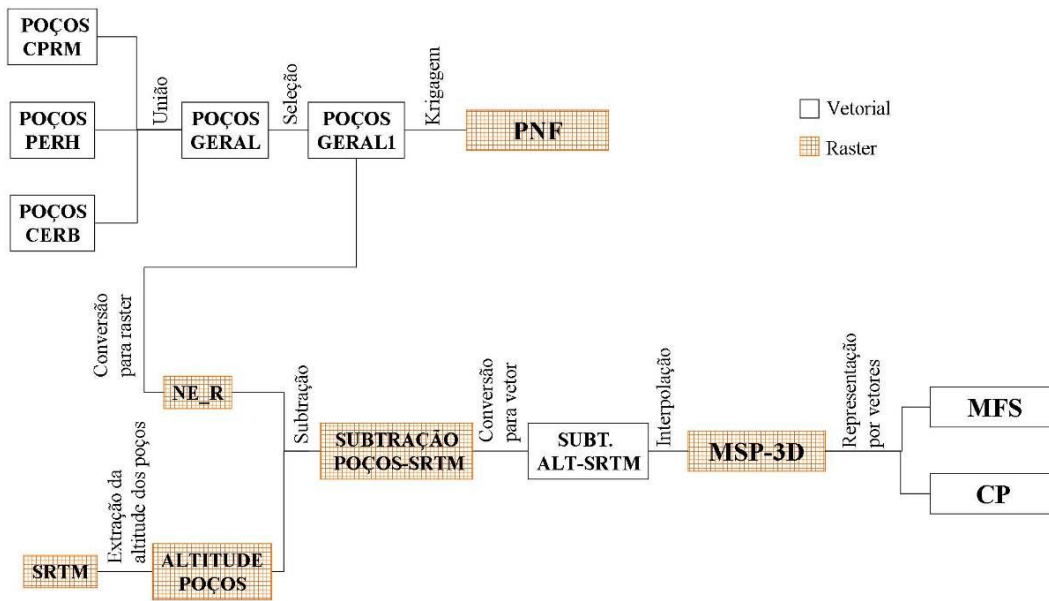 POÇOS
CPRM
POÇOS
PERH
POÇOS
CERB
União
POÇOS
GERAL
Seleção
POÇOS
GERAL1
Krigagem
PNF
Vetorial
Raster
Conversão
para raster
NE_R
SRTM
Extração da
altitude dos poços
ALTITUDE
POÇOS
Subtração
SUBTRAÇÃO
POÇOS-SRTM
Conversão
para vetor
SUBT.
ALT-SRTM
Interpolação
MSP-3D
Representação
por vetores
MFS
CP